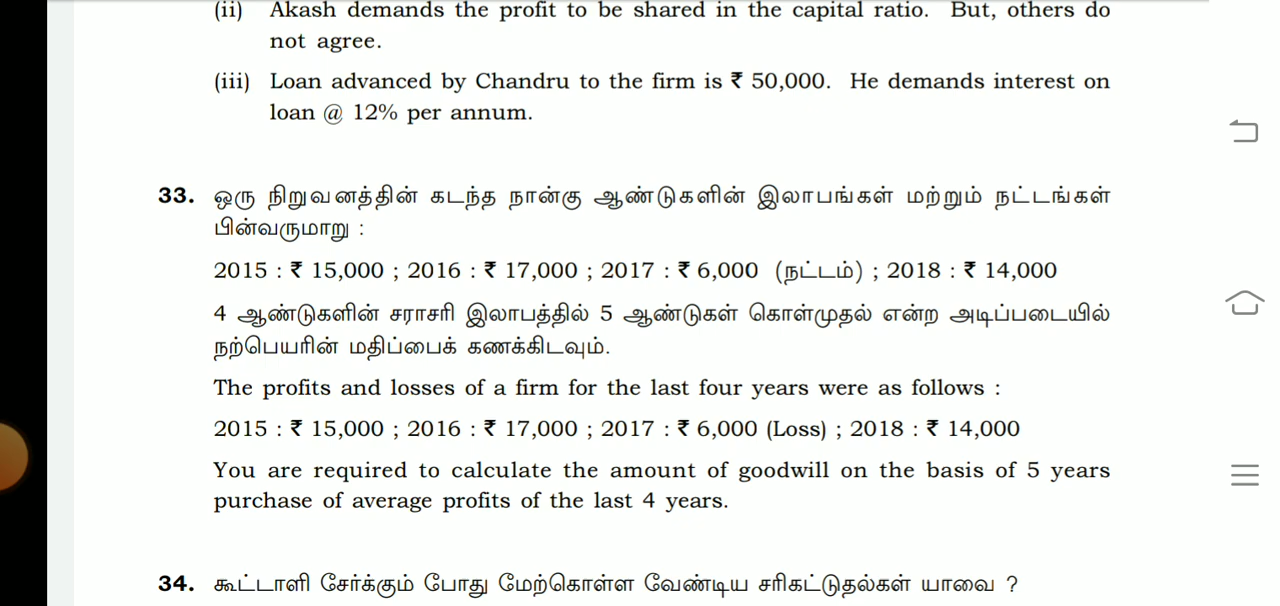 (ii) Akash demands the profit to be shared in the capital ratio. But, others do
not agree.
(iii) Loan advanced by Chandru to the firm is ₹ 50,000. He demands interest on
loan @ 12% per annum.
33. ஒரு நிறுவனத்தின் கடந்த நான்கு ஆண்டுகளின் இலாபங்கள் மற்றும் நட்டங்கள்
பின்வருமாறு :
2015 : ₹ 15,000 ; 2016 : ₹ 17,000 ; 2017 : ₹ 6,000 (நட்டம்) ; 2018 : ₹ 14,000
4 ஆண்டுகளின் சராசரி இலாபத்தில் 5 ஆண்டுகள் கொள்முதல் என்ற அடிப்படையில்
நற்பெயரின் மதிப்பைக் கணக்கிடவும்.
The profits and losses of a firm for the last four years were as follows :
2015 : ₹ 15,000 ; 2016 : ₹ 17,000 ; 2017 : ₹ 6,000 (Loss) ; 2018 : ₹ 14,000
You are required to calculate the amount of goodwill on the basis of 5 years
purchase of average profits of the last 4 years.
34. கூட்டாளி சேர்க்கும் போது மேற்கொள்ள வேண்டிய சரிகட்டுதல்கள் யாவை ?